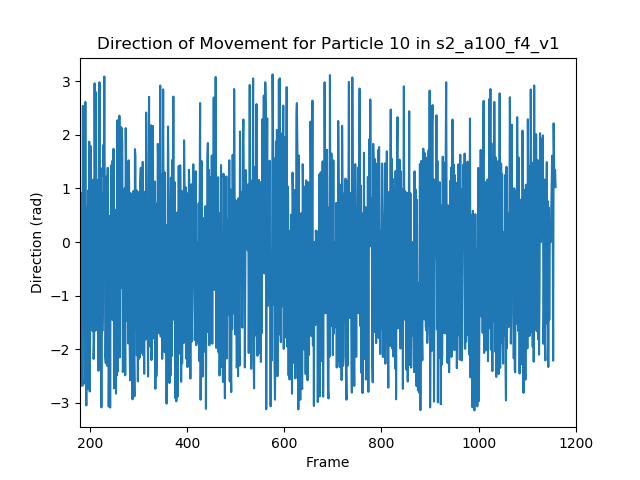 Direction of Movement for Particle 10 in s2_a100_f4_v1
3
2
1
0
−1
−2
−3
Direction (rad)
200 400 600 800 1000 1200
Frame